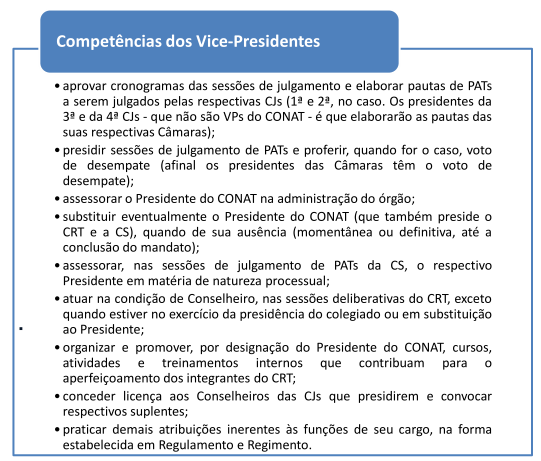 Competências dos Vice-Presidentes
• aprovar cronogramas das sessões de julgamento e elaborar pautas de PATs
a serem julgados pelas respectivas CJs (1ª e 2ª, no caso. Os presidentes da
3ª e da 4ª CJs - que não são VPs do CONAT - é que elaborarão as pautas das
suas respectivas Câmaras);
• presidir sessões de julgamento de PATs e proferir, quando for o caso, voto
de desempate (afinal os presidentes das Câmaras têm o voto de
desempate);
• assessorar o Presidente do CONAT na administração do órgão;
• substituir eventualmente o Presidente do CONAT (que também preside o
CRT e a CS), quando de sua ausência (momentânea ou definitiva, até a
conclusão do mandato);
• assessorar, nas sessões de julgamento de PATs da CS, o respectivo
Presidente em matéria de natureza processual;
• atuar na condição de Conselheiro, nas sessões deliberativas do CRT, exceto
quando estiver no exercício da presidência do colegiado ou em substituição
ao Presidente;
• organizar e promover, por designação do Presidente do CONAT, cursos,
atividades e treinamentos internos que contribuam para o
aperfeiçoamento dos integrantes do CRT;
• conceder licença aos Conselheiros das CJs que presidirem e convocar
respectivos suplentes;
• praticar demais atribuições inerentes às funções de seu cargo, na forma
estabelecida em Regulamento e Regimento.